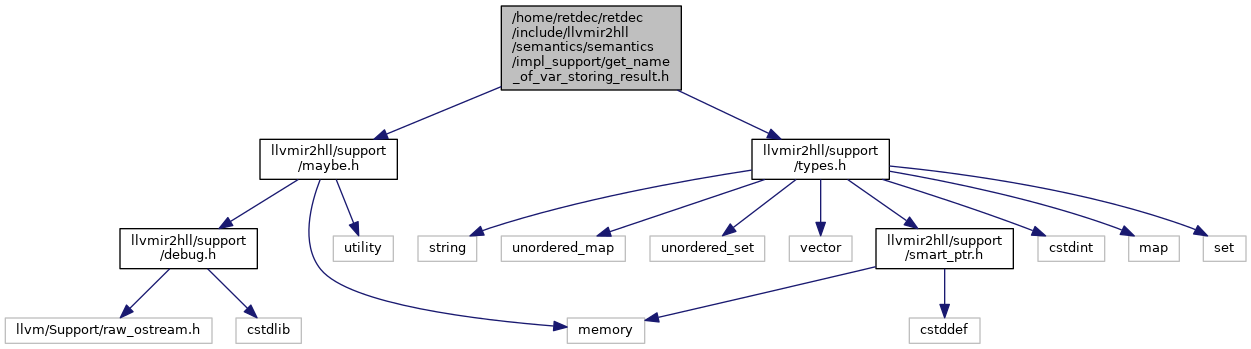 /home/retdec/retdec
/include/llvmir2hll
/semantics/semantics
/impl_support/get_name
_of_var_storing_result.h
llvmir2hll/support
/maybe.h
llvmir2hll/support
/types.h
llvmir2hll/support
/debug.h
utility
string
unordered_map
unordered_set
vector
llvmir2hll/support
/smart_ptr.h
cstdint
map
set
llvm/Support/raw_ostream.h
cstdlib
memory
cstddef